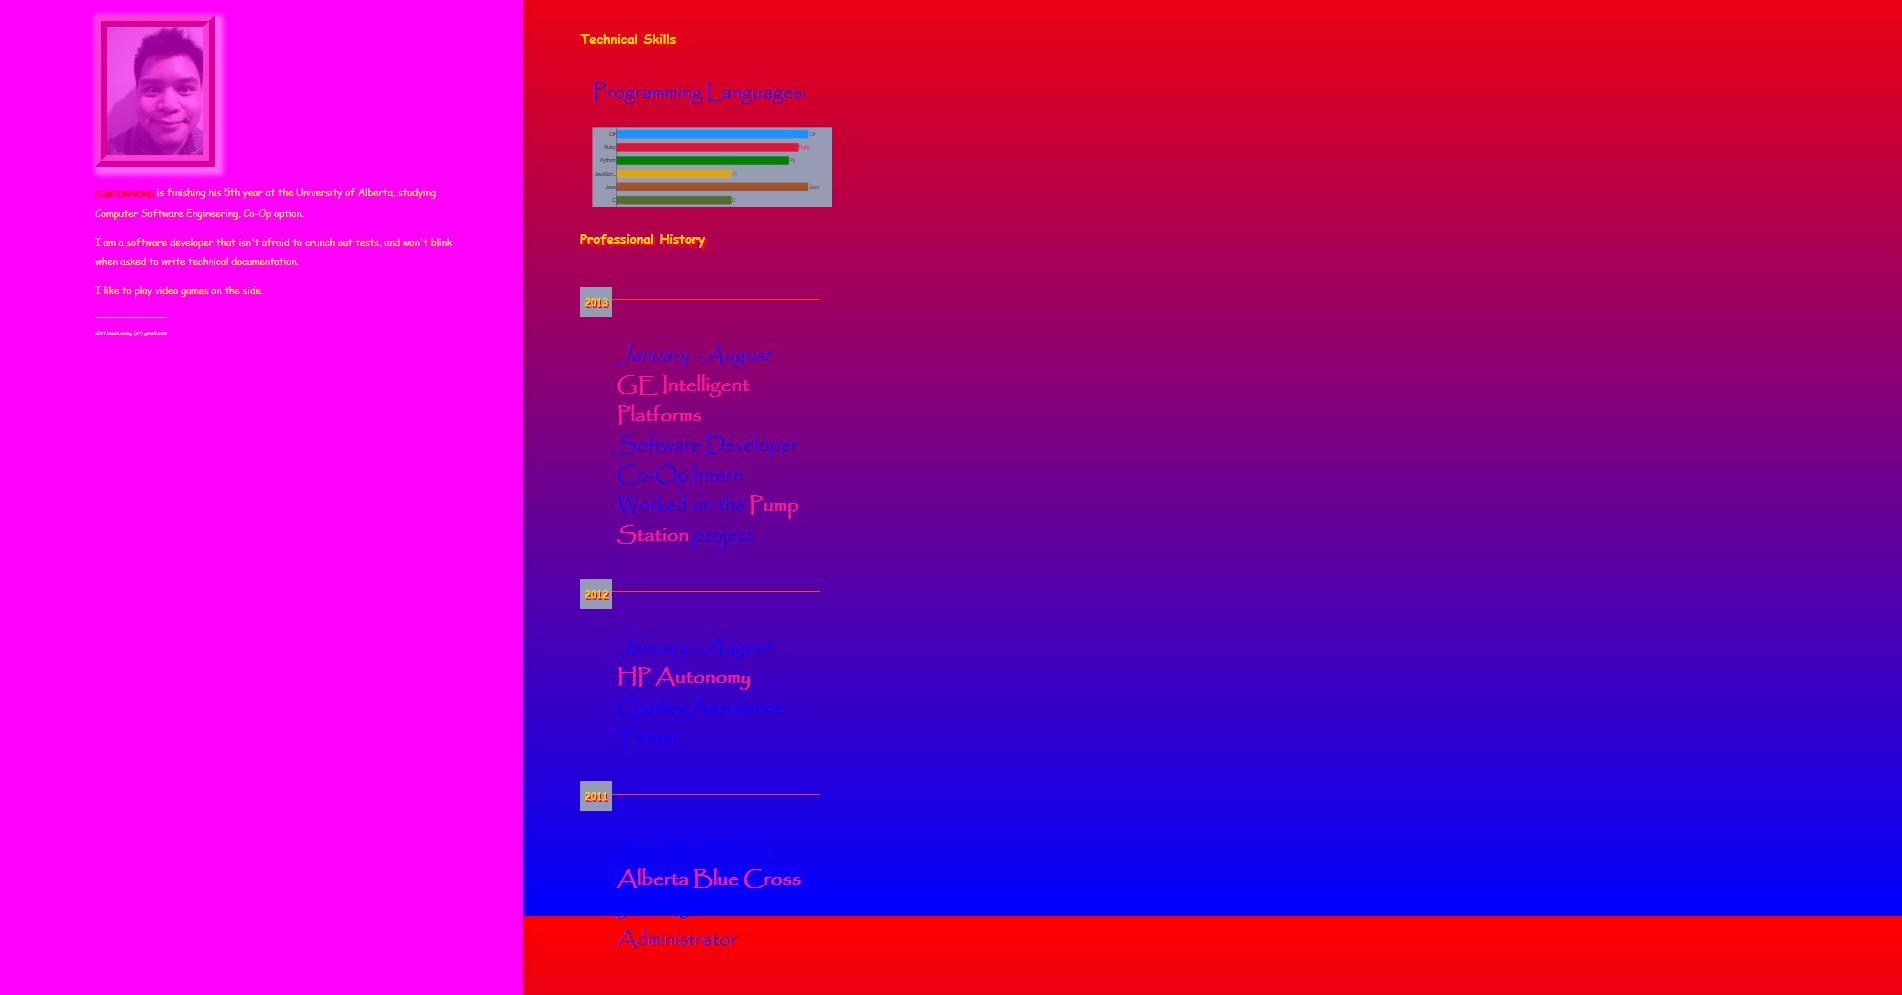 CLINTON WONG is finishing his 5th year at the University of Alberta, studying
Computer Software Engineering, Co-Op option.
I am a software developer that isn't afraid to crunch out tests, and won't blink
when asked to write technical documentation.
I like to play video games on the side.
(AT) gmail.com
Technical Skills
Programming Languages:
C# C#
Ruby Ruby
Python Py
JavaScri...
Java Java
C C
Professional History
2013
January - August
GE Intelligent
Platforms
Software Developer
Co-Op Intern
Worked on the Pump
Station project
2012
January - August
HP Autonomy
Quality Assurance
Tester
2011
Alberta Blue Cross
Administrator